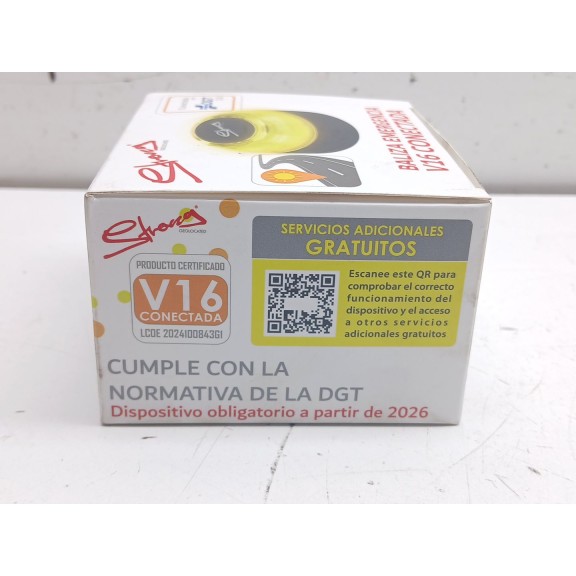 BALIZA EMERGENCIA
V16 CONECTADA
PRODUCTO CERTIFICADO
V16
CONECTADA
LCOE 2024100843G1
SERVICIOS ADICIONALES
GRATUITOS
Escanee este QR para
comprobar el correcto
funcionamiento del
dispositivo y el acceso
a otros servicios
adicionales gratuitos
CUMPLE CON LA
NORMATIVA DE LA DGT
Dispositivo obligatorio a partir de 2026